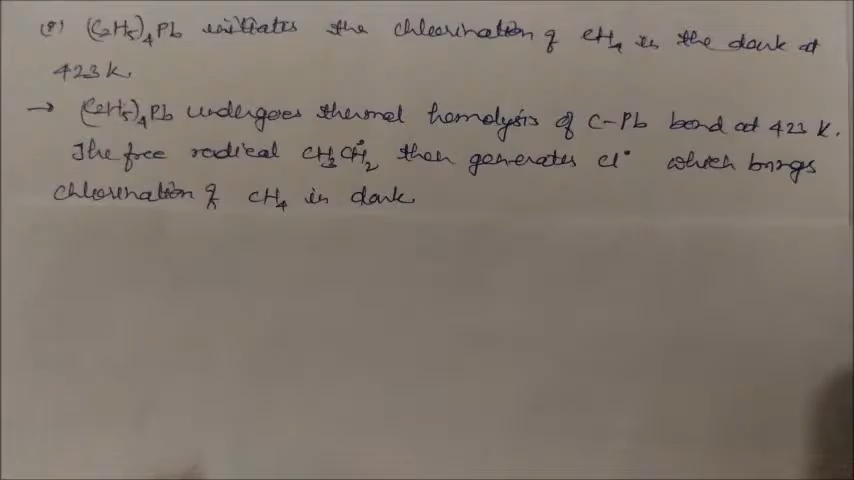 (8) (C2H5)4Pb initiates the chlorination of CH4 in the dark at
423 K.
→ (C2H5)4Pb undergoes thermal homolysis of C-Pb bond at 423 K.
The free radical CH3CH2• then generates Cl• which brings
chlorination of CH4 in dark.